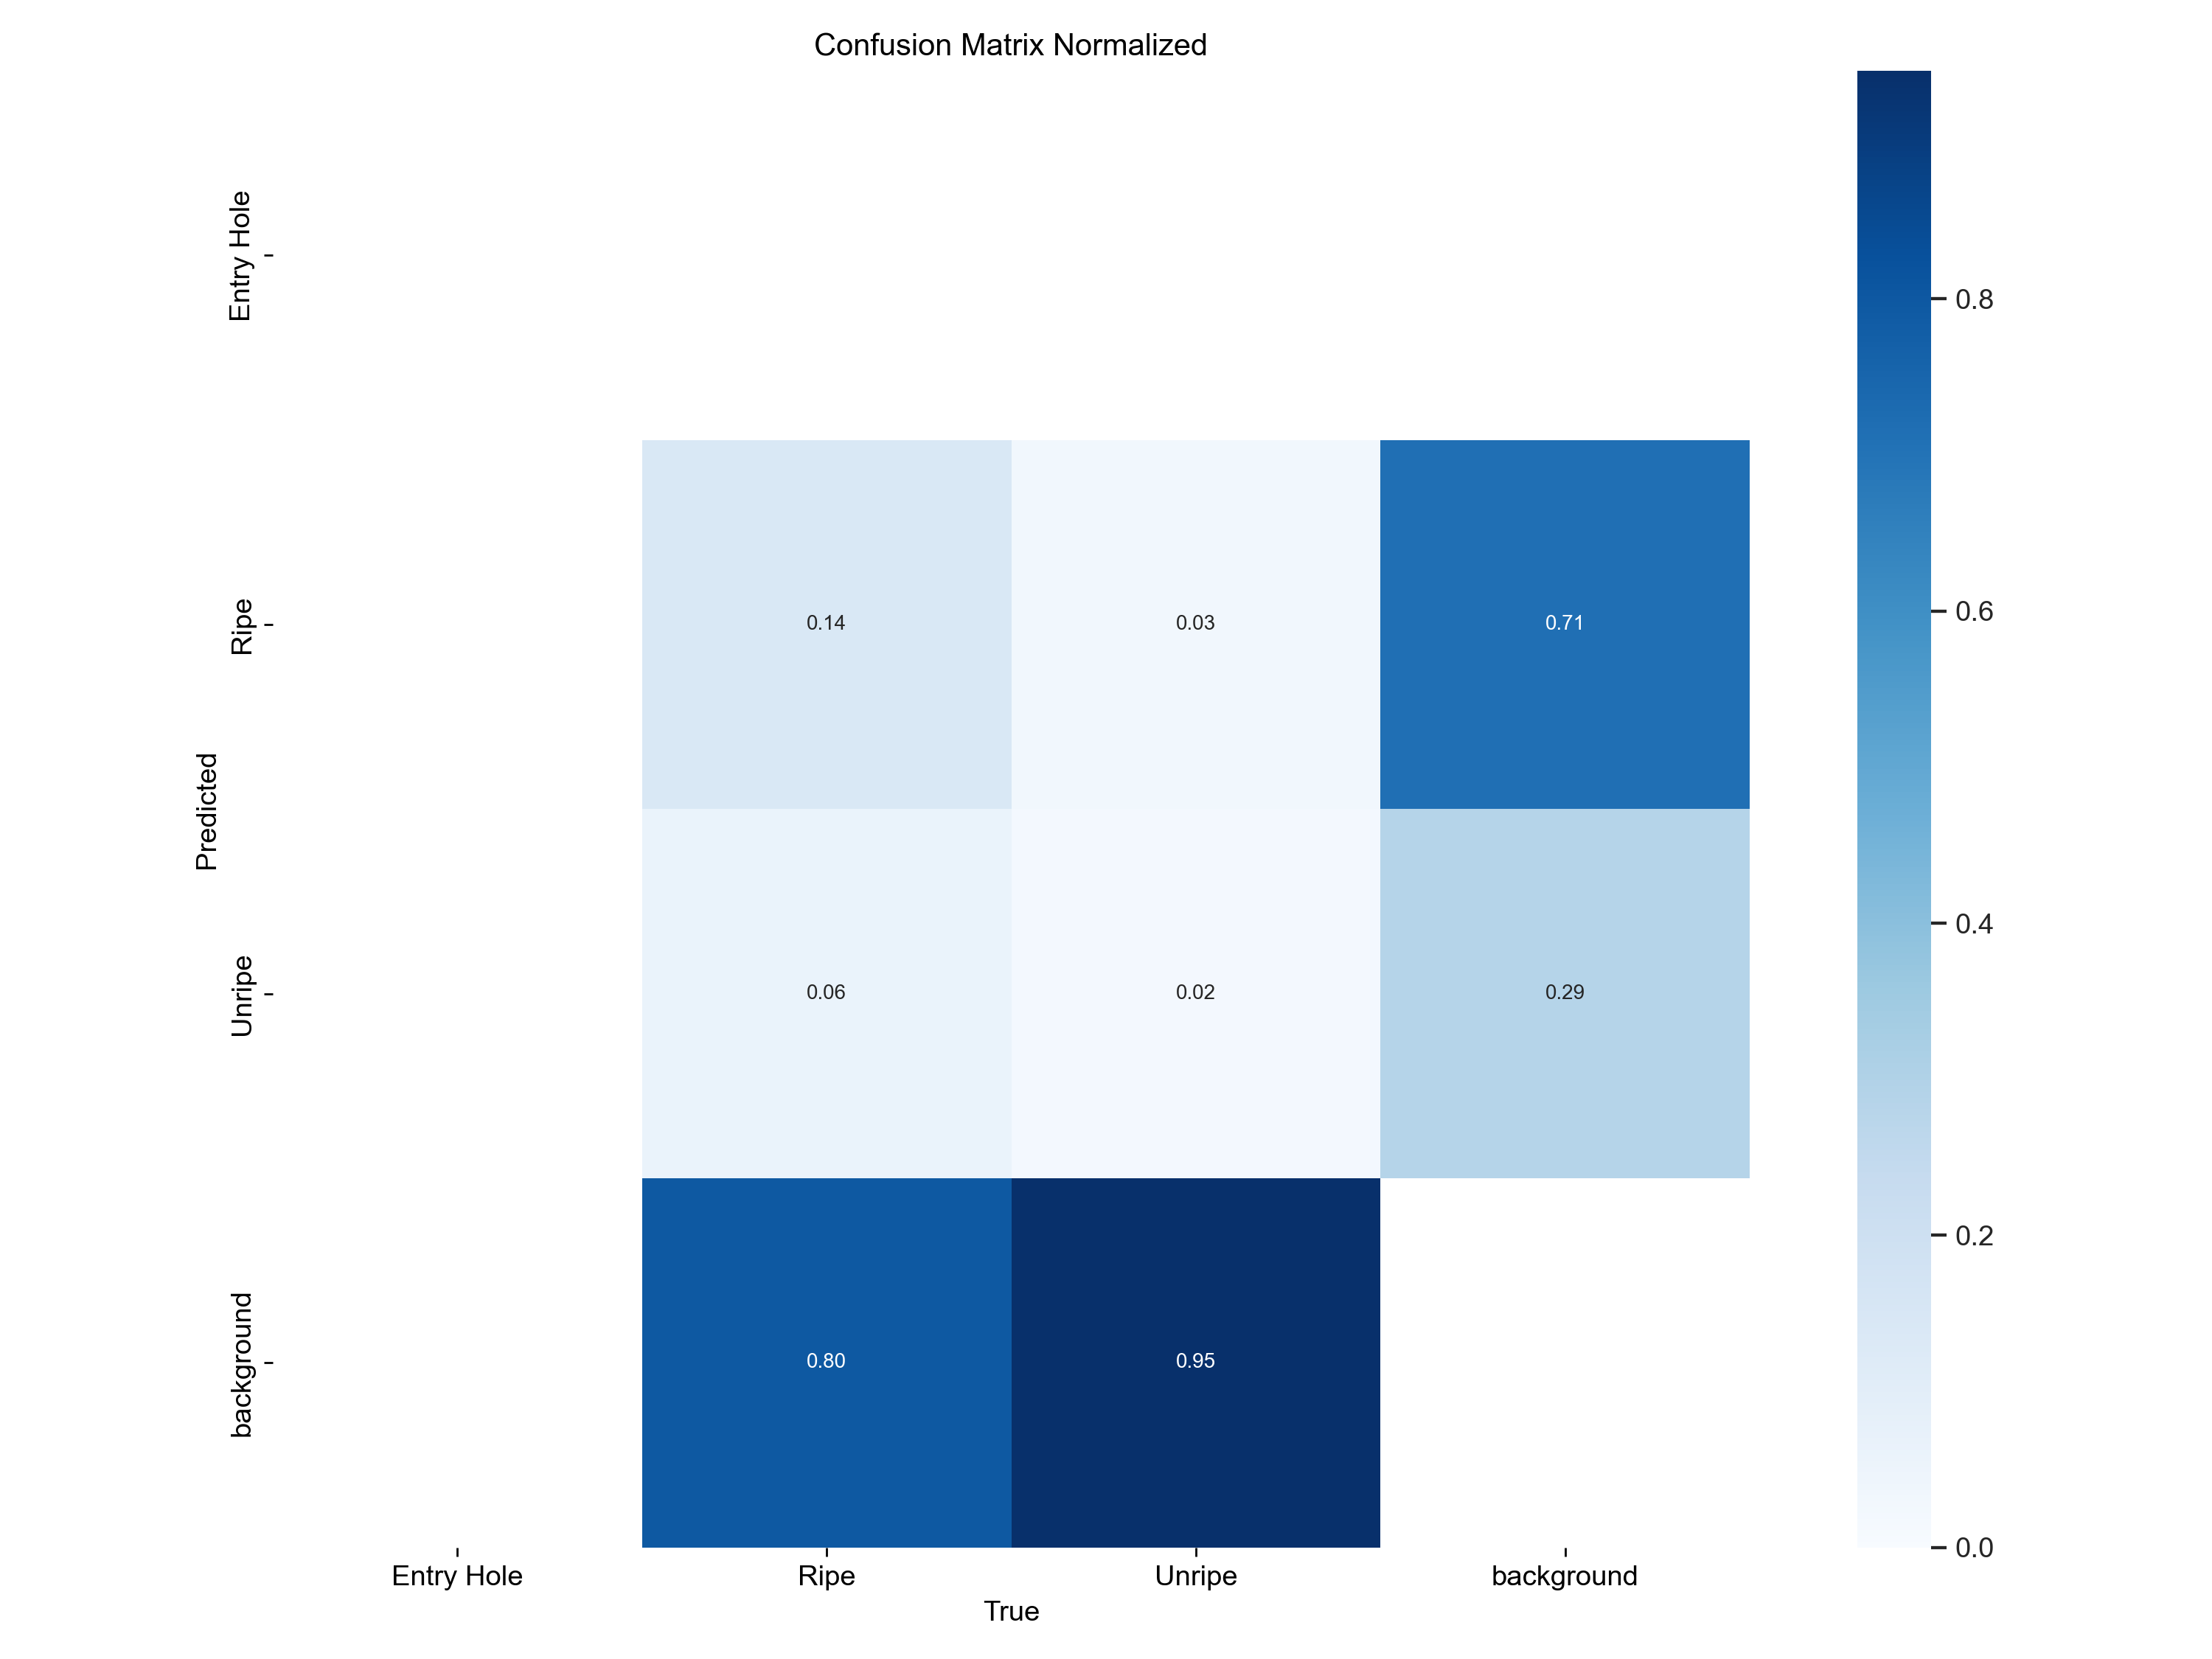 Confusion Matrix Normalized
Entry Hole
Ripe
Unripe
background
Predicted
0.14 0.03 0.71
0.06 0.02 0.29
0.80 0.95
Entry Hole Ripe Unripe background
True
0.8
0.6
0.4
0.2
0.0